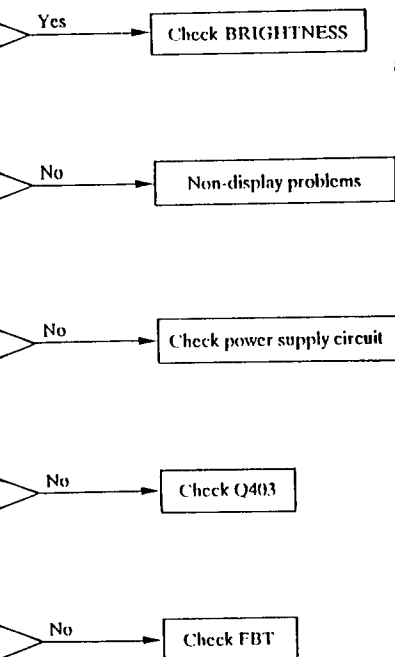 Yes
Check BRIGHTNESS
No
Non-display problems
No
Check power supply circuit
No
Check Q403
No
Check FBT